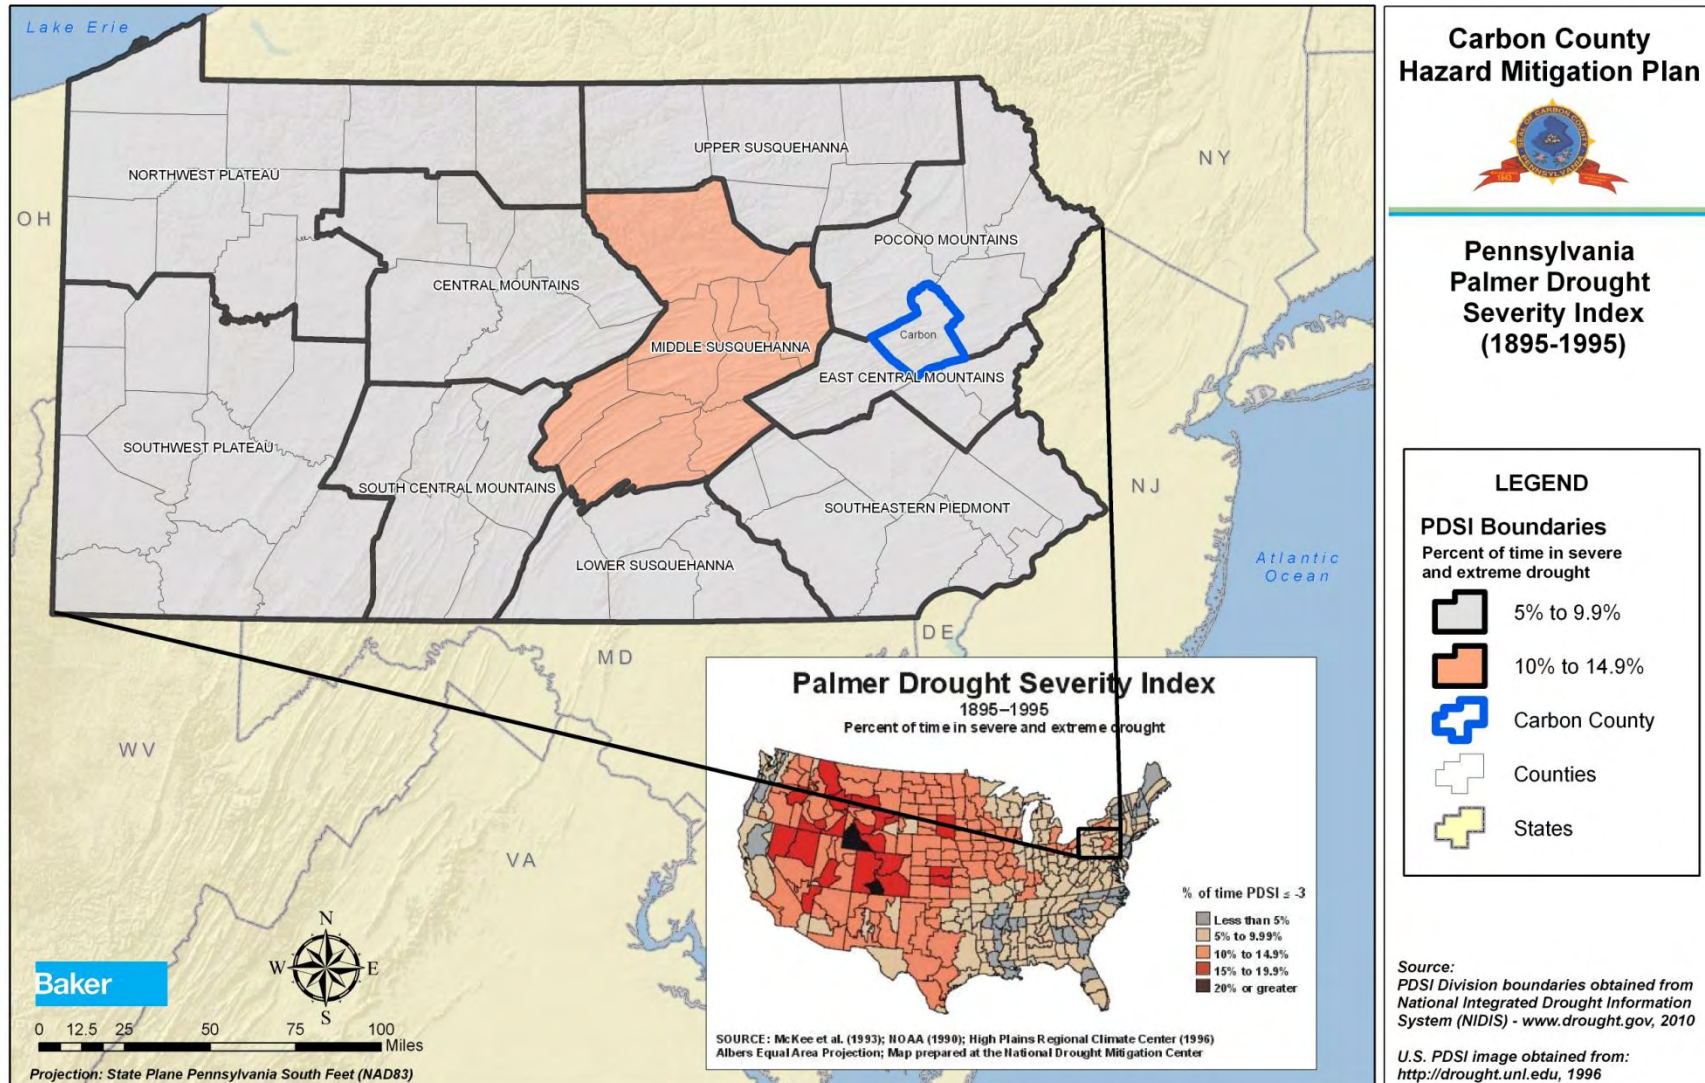 Lake Erie
OH
NY
NJ
DE
MD
WV
VA
Atlantic
Ocean
NORTHWEST PLATEAU
UPPER SUSQUEHANNA
POCONO MOUNTAINS
CENTRAL MOUNTAINS
Carbon
MIDDLE SUSQUEHANNA
EAST CENTRAL MOUNTAINS
SOUTHWEST PLATEAU
SOUTH CENTRAL MOUNTAINS
SOUTHEASTERN PIEDMONT
LOWER SUSQUEHANNA
Palmer Drought Severity Index
1895–1995
Percent of time in severe and extreme drought
% of time PDSI ≤ -3
Less than 5%
5% to 9.99%
10% to 14.9%
15% to 19.9%
20% or greater
SOURCE: McKee et al. (1993); NOAA (1990); High Plains Regional Climate Center (1996)
Albers Equal Area Projection; Map prepared at the National Drought Mitigation Center
N
W
E
S
Baker
0 12.5 25 50 75 100
Miles
Projection: State Plane Pennsylvania South Feet (NAD83)
Carbon County
Hazard Mitigation Plan
SEAL OF CARBON COUNTY
PENNSYLVANIA
1843
Pennsylvania
Palmer Drought
Severity Index
(1895-1995)
LEGEND
PDSI Boundaries
Percent of time in severe
and extreme drought
5% to 9.9%
10% to 14.9%
Carbon County
Counties
States
Source:
PDSI Division boundaries obtained from
National Integrated Drought Information
System (NIDIS) - www.drought.gov, 2010
U.S. PDSI image obtained from:
http://drought.unl.edu, 1996